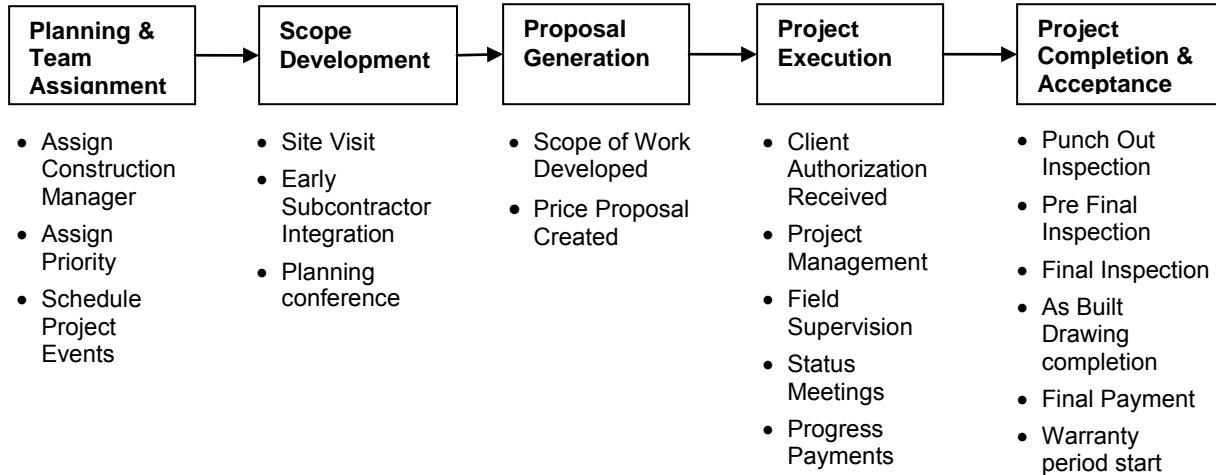 Planning &
Team
Assignment
Scope
Development
Proposal
Generation
Project
Execution
Project
Completion &
Acceptance
• Assign
Construction
Manager
• Assign
Priority
• Schedule
Project
Events
• Site Visit
• Early
Subcontractor
Integration
• Planning
conference
• Scope of Work
Developed
• Price Proposal
Created
• Client
Authorization
Received
• Project
Management
• Field
Supervision
• Status
Meetings
• Progress
Payments
• Punch Out
Inspection
• Pre Final
Inspection
• Final Inspection
• As Built
Drawing
completion
• Final Payment
• Warranty
period start